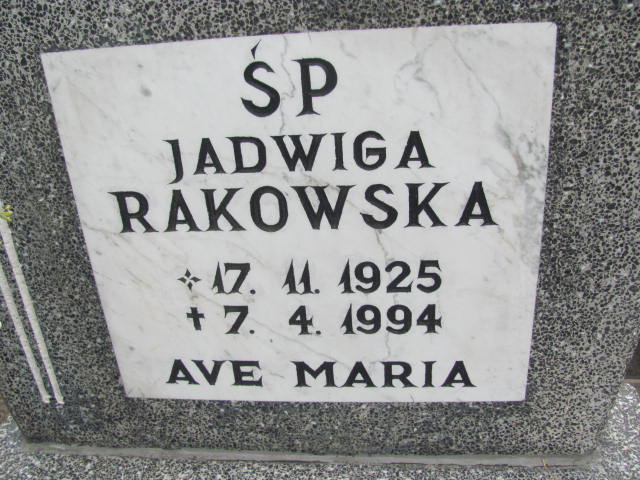 ŚP
JADWIGA
RAKOWSKA
✣ 17. 11. 1925
✝ 7. 4. 1994
AVE MARIA